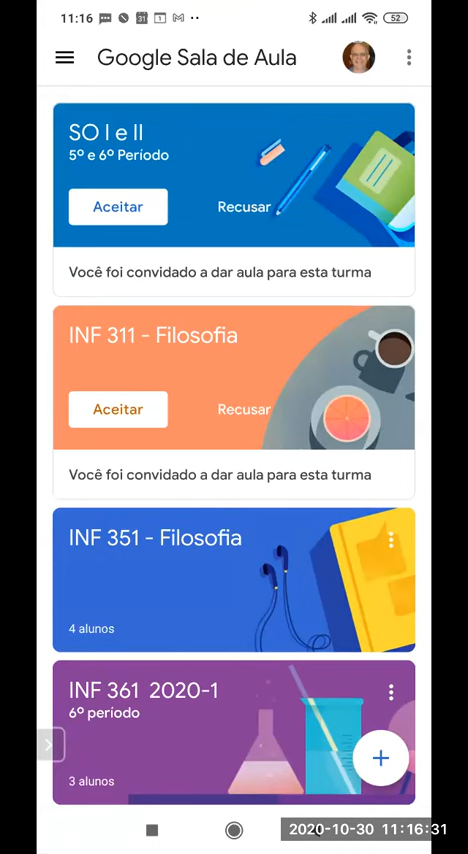 11:16
31
1
52
Google Sala de Aula
SO I e II
5º e 6º Período
Aceitar
Recusar
Você foi convidado a dar aula para esta turma
INF 311 - Filosofia
Aceitar
Recusar
Você foi convidado a dar aula para esta turma
INF 351 - Filosofia
4 alunos
INF 361 2020-1
6º período
3 alunos
2020-10-30 11:16:31